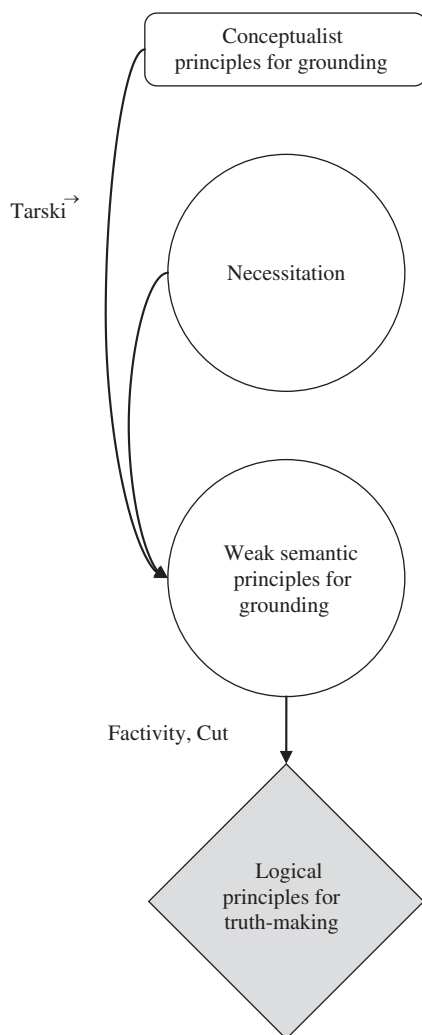 Conceptualist
principles for grounding
Tarski→
Necessitation
Weak semantic
principles for
grounding
Factivity, Cut
Logical
principles for
truth-making